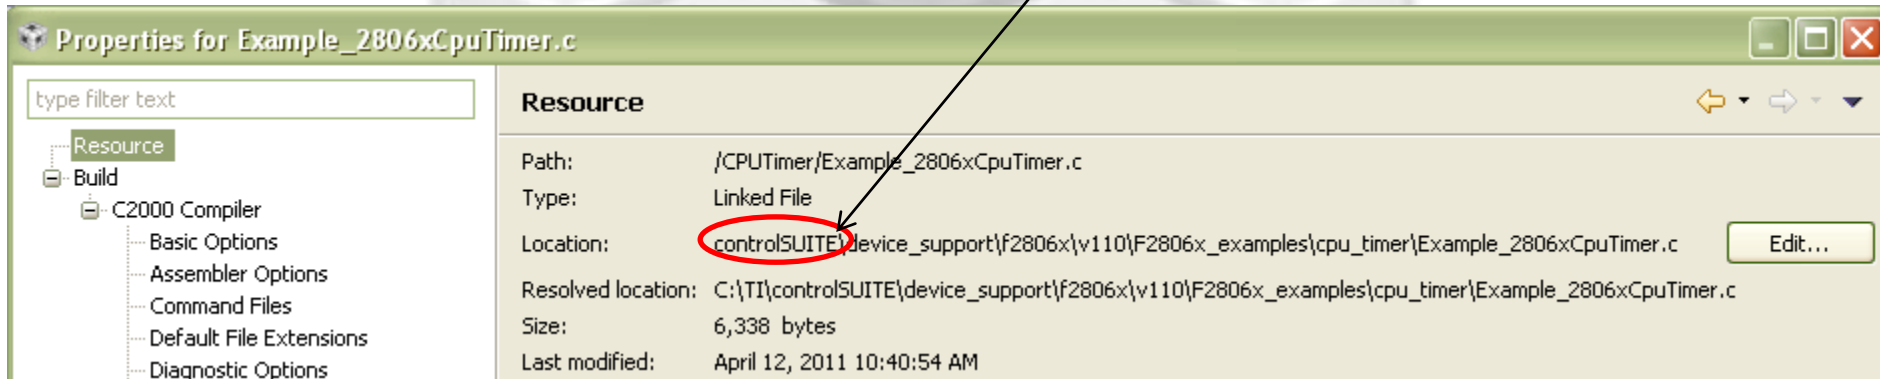 Properties for Example_2806xCpuTimer.c
type filter text
Resource
Build
C2000 Compiler
Basic Options
Assembler Options
Command Files
Default File Extensions
Diagnostic Options
Resource
Path: /CPUTimer/Example_2806xCpuTimer.c
Type: Linked File
Location: controlSUITE\device_support\f2806x\v110\F2806x_examples\cpu_timer\Example_2806xCpuTimer.c Edit...
Resolved location: C:\TI\controlSUITE\device_support\f2806x\v110\F2806x_examples\cpu_timer\Example_2806xCpuTimer.c
Size: 6,338 bytes
Last modified: April 12, 2011 10:40:54 AM